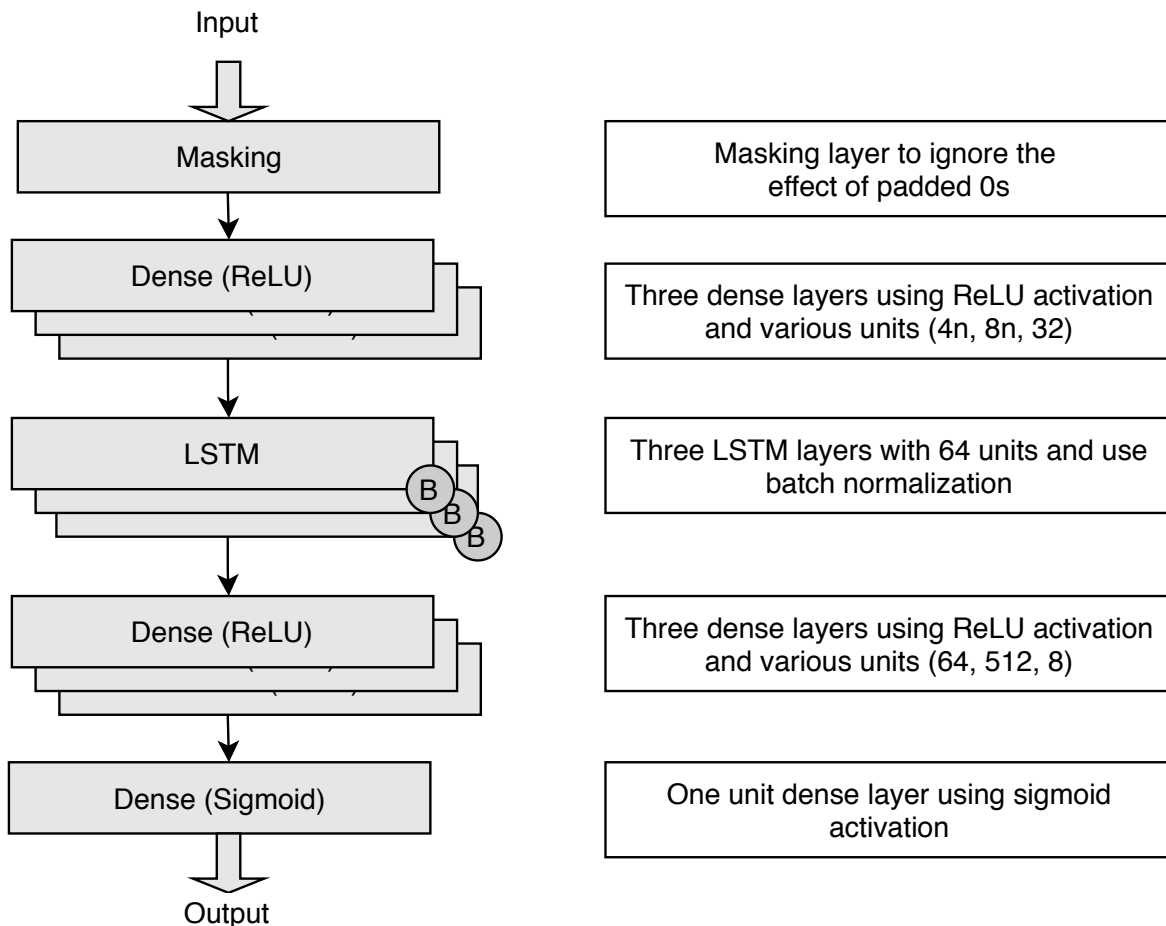 Input
Masking
Masking layer to ignore the
effect of padded 0s
Dense (ReLU)
Three dense layers using ReLU activation
and various units (4n, 8n, 32)
LSTM
B
B
B
Three LSTM layers with 64 units and use
batch normalization
Dense (ReLU)
Three dense layers using ReLU activation
and various units (64, 512, 8)
Dense (Sigmoid)
One unit dense layer using sigmoid
activation
Output